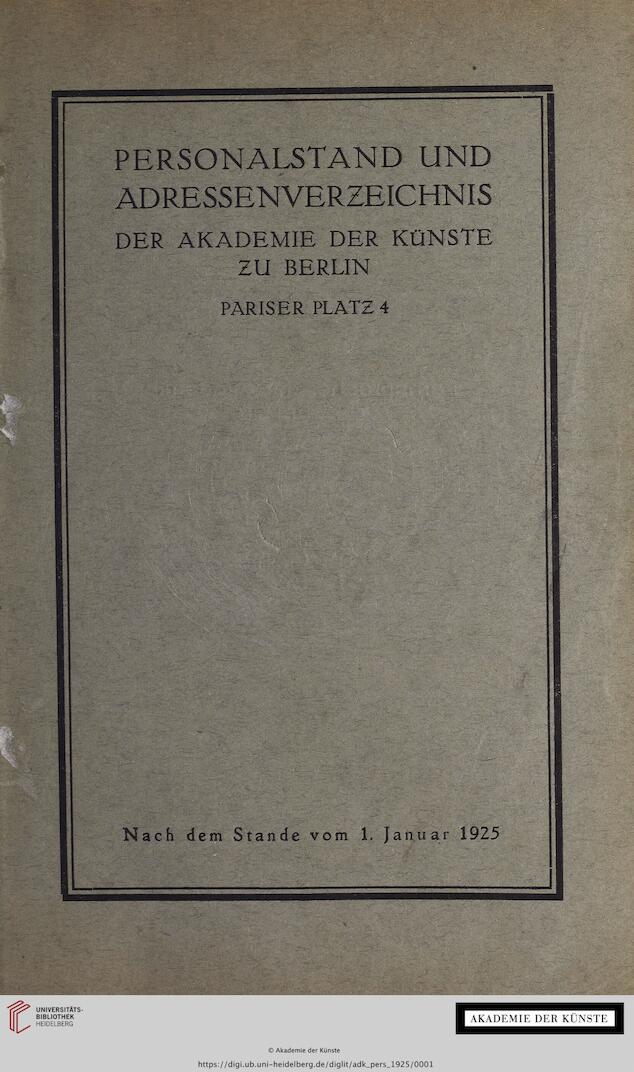 PERSONALSTAND UND
ADRESSENVERZEICHNIS
DER AKADEMIE DER KÜNSTE
ZU BERLIN
PARISER PLATZ 4
Nach dem Stande vom 1. Januar 1925
UNIVERSITÄTS-
BIBLIOTHEK
HEIDELBERG
AKADEMIE DER KÜNSTE
© Akademie der Künste
https://digi.ub.uni-heidelberg.de/diglit/adk_pers_1925/0001